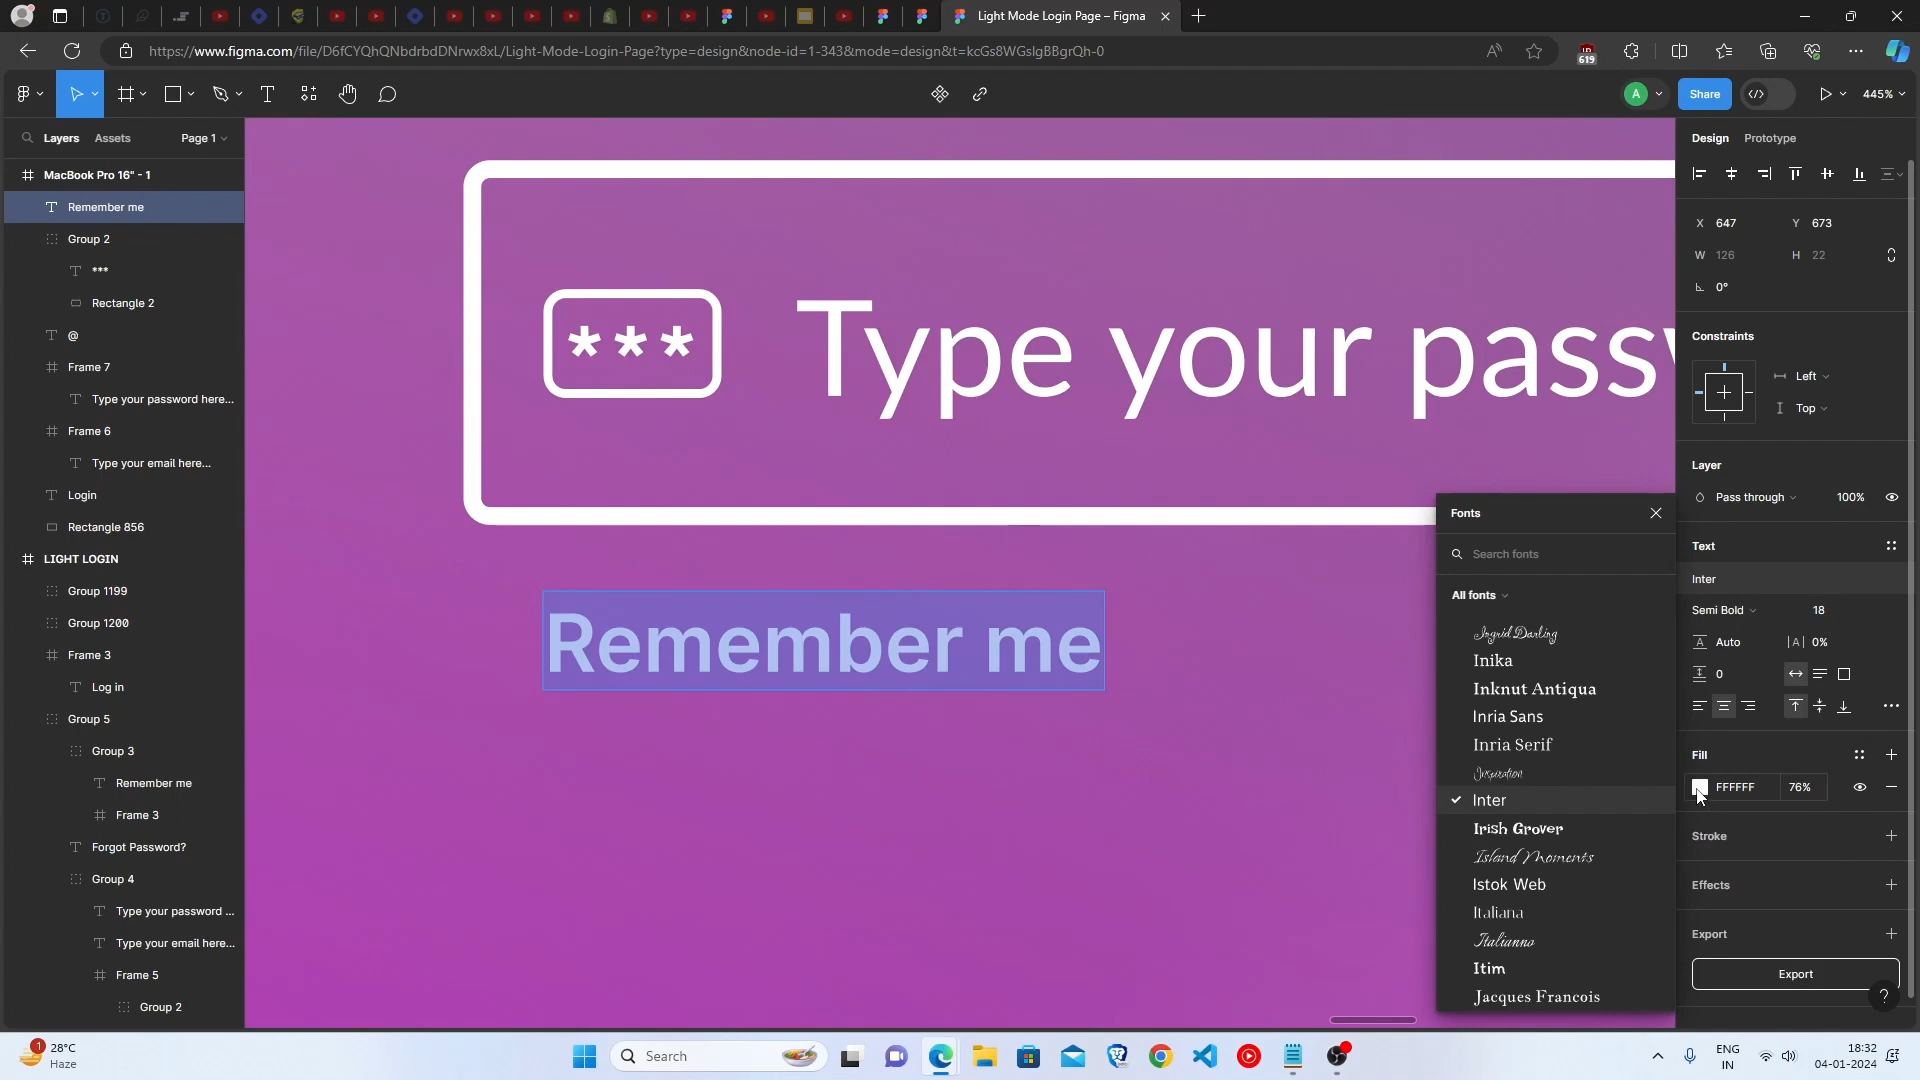 Light Mode Login Page – Figma
https://www.figma.com/file/D6fCYQhQNbdrbdDNrwx8xL/Light-Mode-Login-Page?type=design&node-id=1-343&mode=design&t=kcGs8WGslgBBgrQh-0
619
A
Share
445%
Layers
Assets
Page 1
MacBook Pro 16" - 1
Remember me
Group 2
***
Rectangle 2
@
Frame 7
Type your password here...
Frame 6
Type your email here...
Login
Rectangle 856
LIGHT LOGIN
Group 1199
Group 1200
Frame 3
Log in
Group 5
Group 3
Remember me
Frame 3
Forgot Password?
Group 4
Type your password ...
Type your email here...
Frame 5
Group 2
*** Type your passw
Remember me
Fonts
Search fonts
All fonts
Ingrid Darling
Inika
Inknut Antiqua
Inria Sans
Inria Serif
Inspiration
Inter
Irish Grover
Island Moments
Istok Web
Italiana
Italianno
Itim
Jacques Francois
Design
Prototype
X 647
Y 673
W 126
H 22
0°
Constraints
Left
Top
Layer
Pass through
100%
Text
Inter
Semi Bold
18
Auto
|A| 0%
0
Fill
FFFFFF
76%
Stroke
Effects
Export
Export
?
1
28°C
Haze
Search
ENG
IN
18:32
04-01-2024